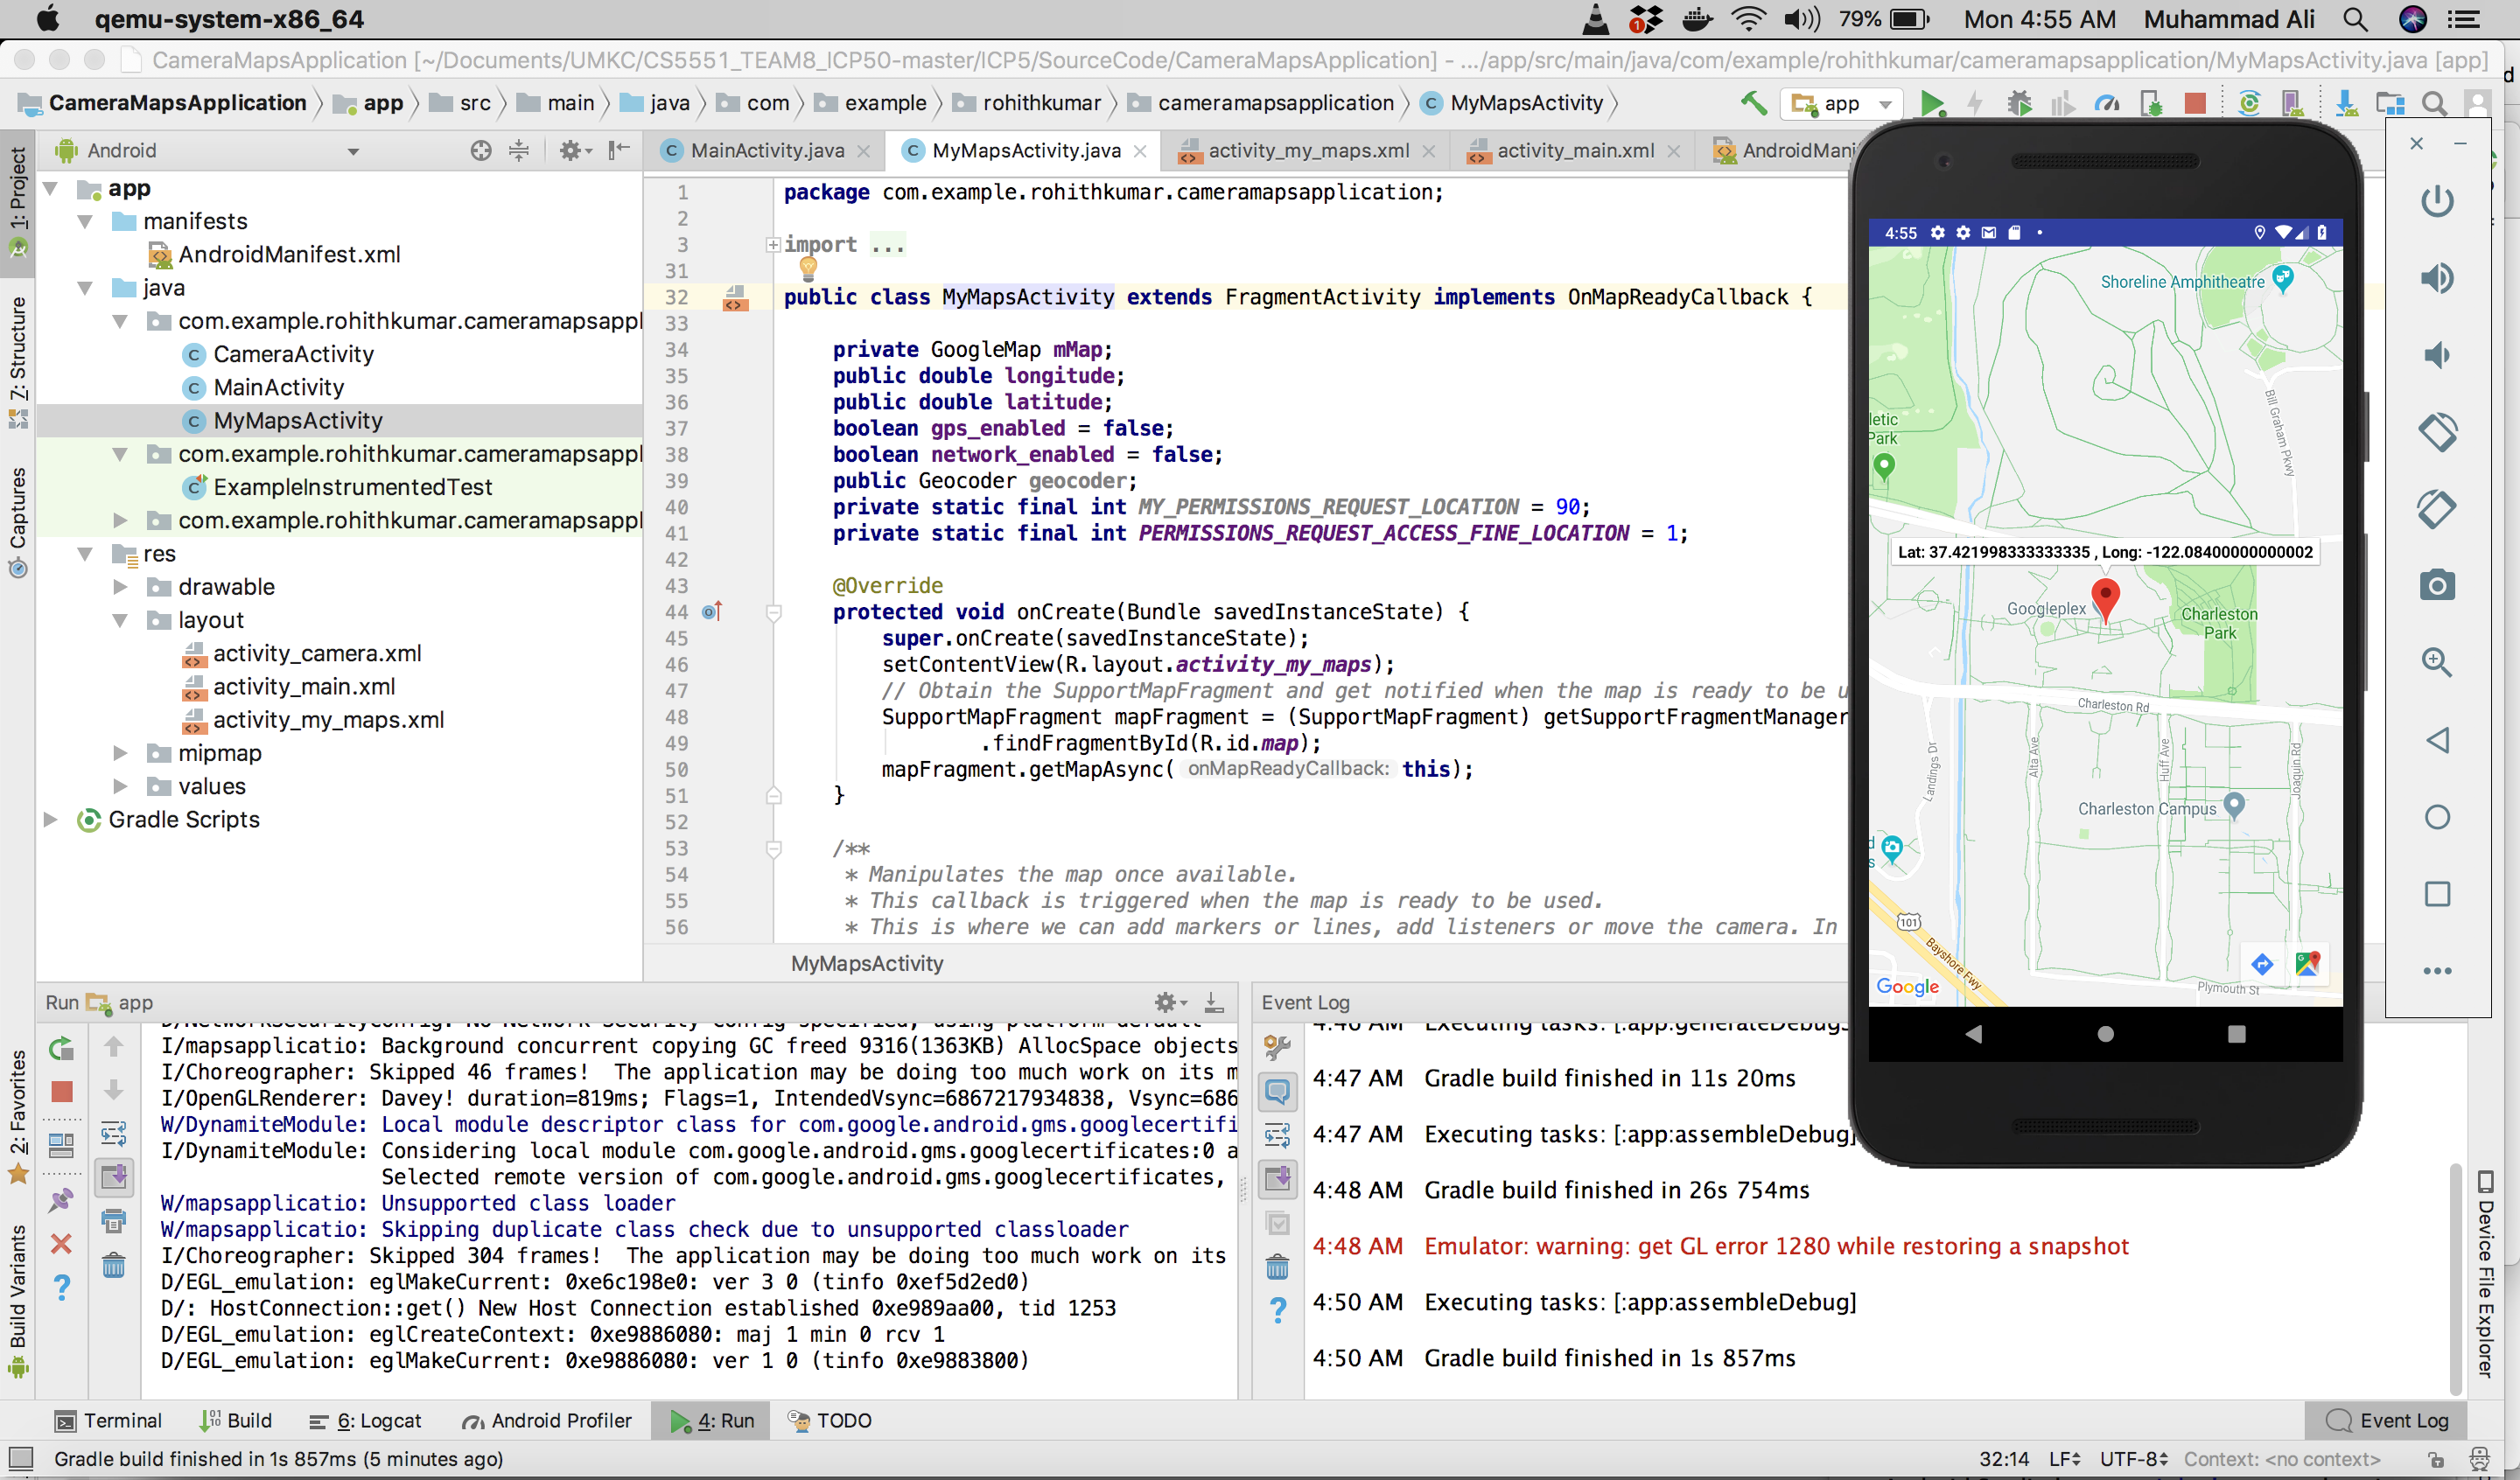 qemu-system-x86_64
1
79%
Mon 4:55 AM
Muhammad Ali
CameraMapsApplication [~/Documents/UMKC/CS5551_TEAM8_ICP50-master/ICP5/SourceCode/CameraMapsApplication] - .../app/src/main/java/com/example/rohithkumar/cameramapsapplication/MyMapsActivity.java [app]
CameraMapsApplication app src main java com example rohithkumar cameramapsapplication MyMapsActivity
app
Android
MainActivity.java
MyMapsActivity.java
activity_my_maps.xml
activity_main.xml
AndroidMani
1: Project
Z: Structure
Captures
2: Favorites
Build Variants
app
manifests
AndroidManifest.xml
java
com.example.rohithkumar.cameramapsappl
CameraActivity
MainActivity
MyMapsActivity
com.example.rohithkumar.cameramapsappl
ExampleInstrumentedTest
com.example.rohithkumar.cameramapsappl
res
drawable
layout
activity_camera.xml
activity_main.xml
activity_my_maps.xml
mipmap
values
Gradle Scripts
1 package com.example.rohithkumar.cameramapsapplication;
2
3 import ...
31
32 public class MyMapsActivity extends FragmentActivity implements OnMapReadyCallback {
33
34 private GoogleMap mMap;
35 public double longitude;
36 public double latitude;
37 boolean gps_enabled = false;
38 boolean network_enabled = false;
39 public Geocoder geocoder;
40 private static final int MY_PERMISSIONS_REQUEST_LOCATION = 90;
41 private static final int PERMISSIONS_REQUEST_ACCESS_FINE_LOCATION = 1;
42
43 @Override
44 protected void onCreate(Bundle savedInstanceState) {
45 super.onCreate(savedInstanceState);
46 setContentView(R.layout.activity_my_maps);
47 // Obtain the SupportMapFragment and get notified when the map is ready to be u
48 SupportMapFragment mapFragment = (SupportMapFragment) getSupportFragmentManager
49 .findFragmentById(R.id.map);
50 mapFragment.getMapAsync( onMapReadyCallback: this);
51 }
52
53 /**
54 * Manipulates the map once available.
55 * This callback is triggered when the map is ready to be used.
56 * This is where we can add markers or lines, add listeners or move the camera. In
MyMapsActivity
4:55
Shoreline Amphitheatre
Bill Graham Pkwy
letic
Park
Lat: 37.421998333333335 , Long: -122.08400000000002
Googleplex
Charleston
Park
Charleston Rd
Landings Dr
Alta Ave
Huff Ave
Joaquin Rd
Charleston Campus
101
Bayshore Fwy
Plymouth St
Google
Run app
D/NetworkSecurityConfig: No Network Security Config specified, using platform default
I/mapsapplicatio: Background concurrent copying GC freed 9316(1363KB) AllocSpace objects
I/Choreographer: Skipped 46 frames!  The application may be doing too much work on its m
I/OpenGLRenderer: Davey! duration=819ms; Flags=1, IntendedVsync=6867217934838, Vsync=686
W/DynamiteModule: Local module descriptor class for com.google.android.gms.googlecertifi
I/DynamiteModule: Considering local module com.google.android.gms.googlecertificates:0 a
Selected remote version of com.google.android.gms.googlecertificates,
W/mapsapplicatio: Unsupported class loader
W/mapsapplicatio: Skipping duplicate class check due to unsupported classloader
I/Choreographer: Skipped 304 frames!  The application may be doing too much work on its
D/EGL_emulation: eglMakeCurrent: 0xe6c198e0: ver 3 0 (tinfo 0xef5d2ed0)
D/: HostConnection::get() New Host Connection established 0xe989aa00, tid 1253
D/EGL_emulation: eglCreateContext: 0xe9886080: maj 1 min 0 rcv 1
D/EGL_emulation: eglMakeCurrent: 0xe9886080: ver 1 0 (tinfo 0xe9883800)
Event Log
4:46 AM Executing tasks: [:app:generateDebugS
4:47 AM Gradle build finished in 11s 20ms
4:47 AM Executing tasks: [:app:assembleDebug]
4:48 AM Gradle build finished in 26s 754ms
4:48 AM Emulator: warning: get GL error 1280 while restoring a snapshot
4:50 AM Executing tasks: [:app:assembleDebug]
4:50 AM Gradle build finished in 1s 857ms
Device File Explorer
Terminal
Build
6: Logcat
Android Profiler
4: Run
TODO
Event Log
Gradle build finished in 1s 857ms (5 minutes ago)
32:14
LF
UTF-8
Context: <no context>